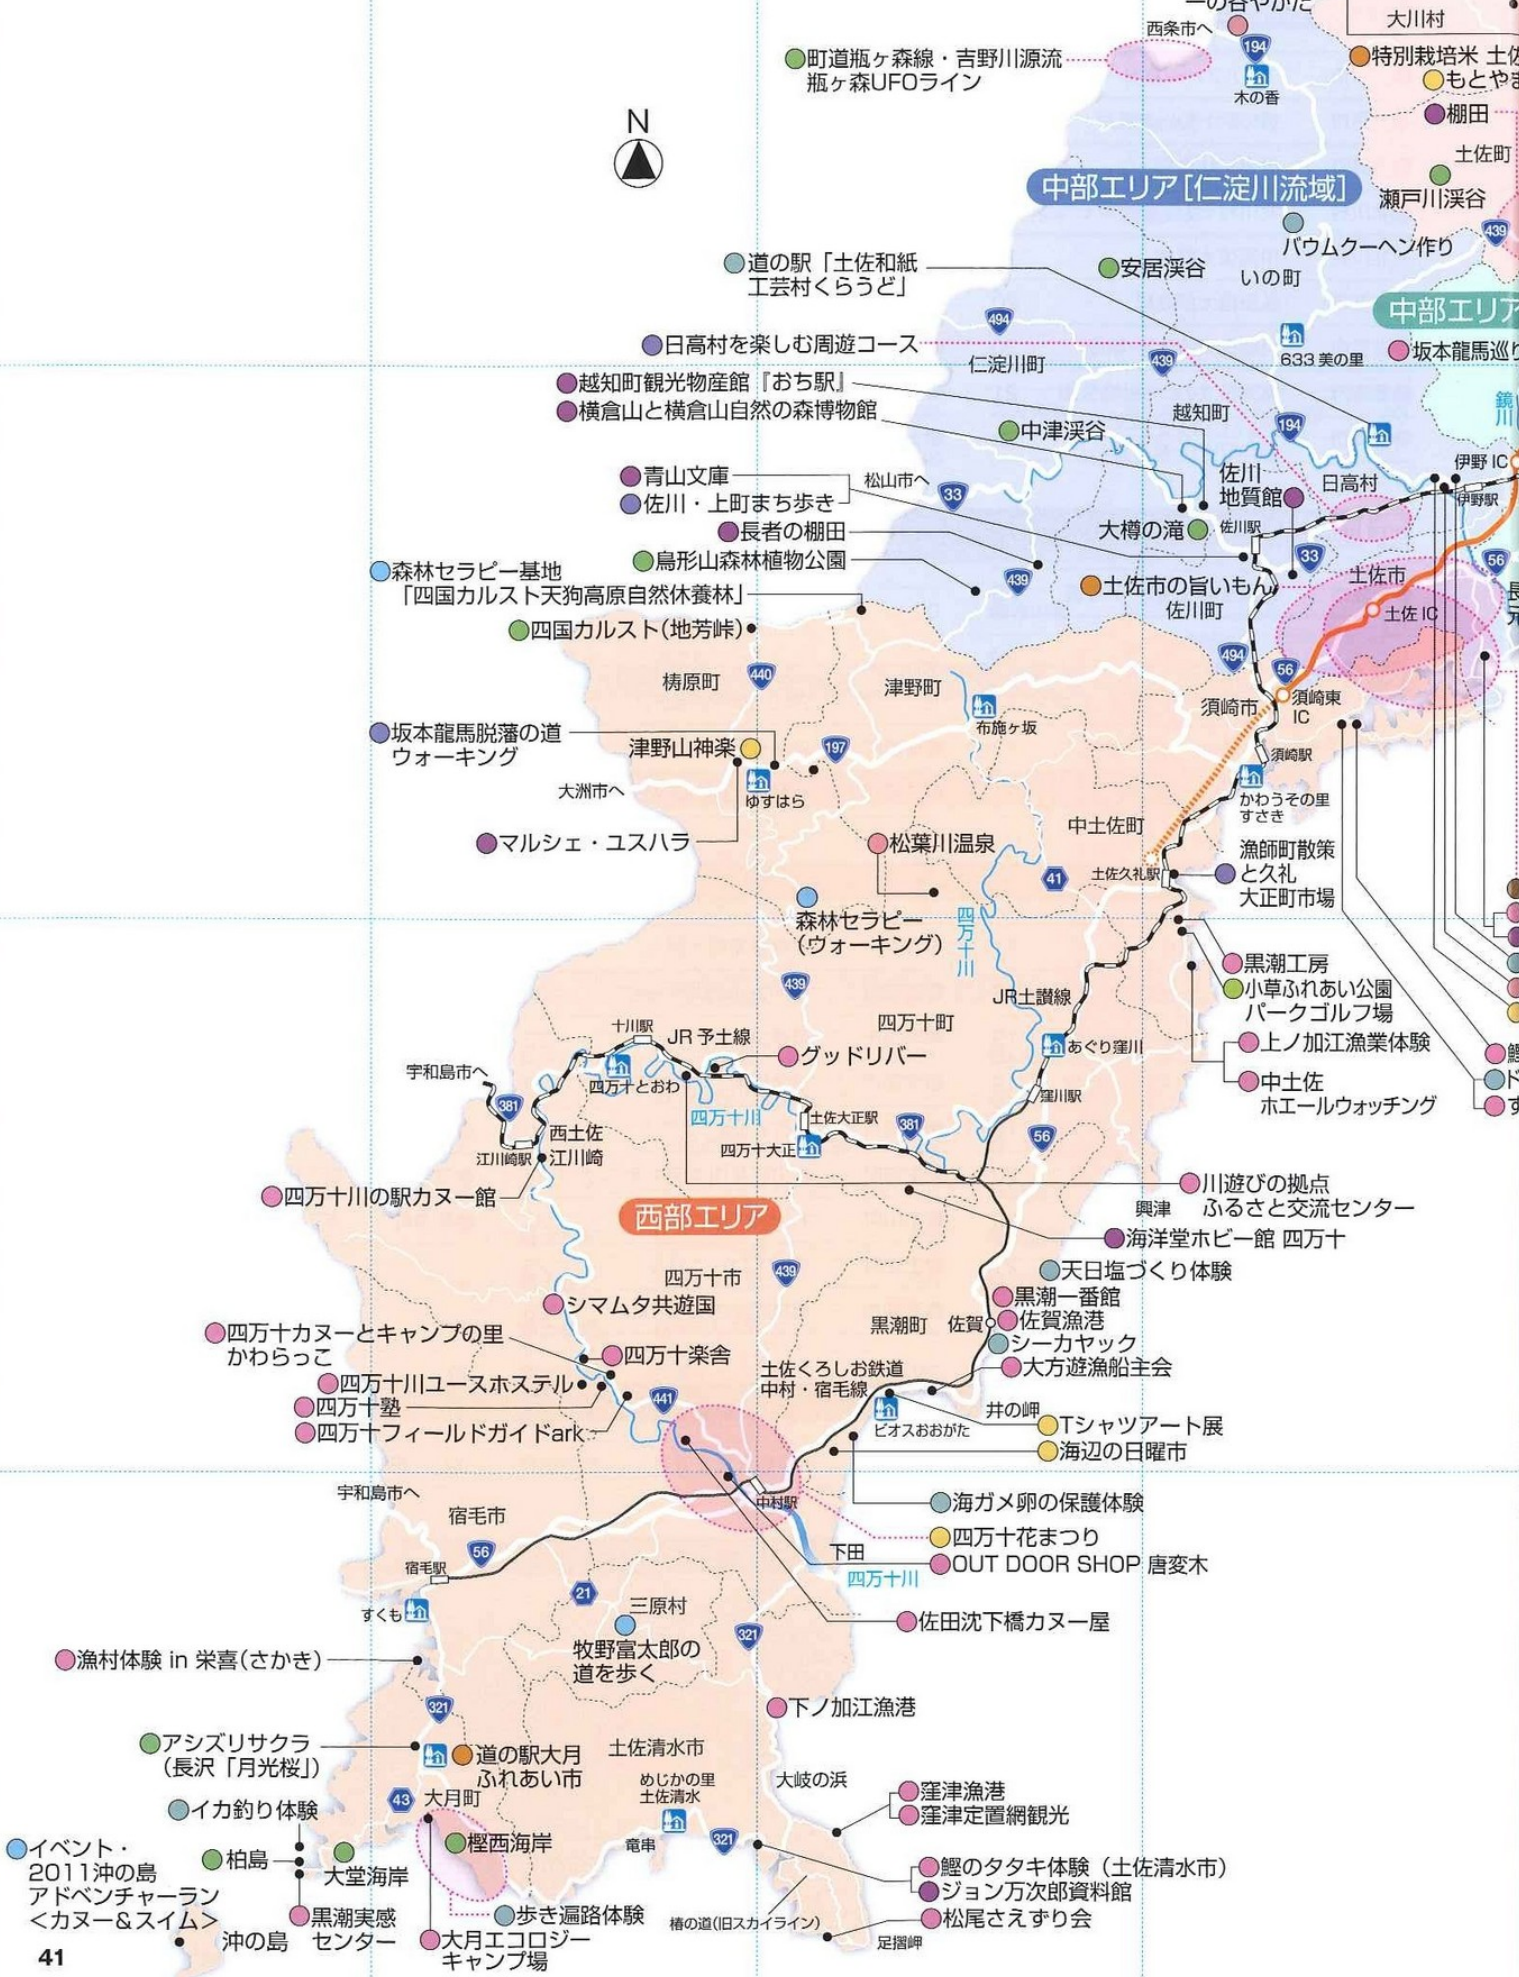 一の谷やかた
西条市へ
大川村
194
木の香
町道瓶ヶ森線・吉野川源流
瓶ヶ森UFOライン
特別栽培米 土佐
もとやま
棚田
土佐町
瀬戸川渓谷
439
N
中部エリア[仁淀川流域]
バウムクーヘン作り
いの町
安居渓谷
道の駅「土佐和紙
工芸村くらうど」
中部エリア
坂本龍馬巡り
494
439
633 美の里
日高村を楽しむ周遊コース
仁淀川町
越知町観光物産館『おち駅』
横倉山と横倉山自然の森博物館
越知町
194
鏡川
中津渓谷
伊野 IC
伊野駅
青山文庫
佐川・上町まち歩き
松山市へ
33
佐川
地質館
日高村
長者の棚田
大樽の滝
佐川駅
33
56
鳥形山森林植物公園
439
土佐市の旨いもん
佐川町
土佐市
土佐 IC
森林セラピー基地
「四国カルスト天狗高原自然休養林」
四国カルスト(地芳峠)
梼原町
440
津野町
布施ヶ坂
494
56
須崎市
須崎東
IC
須崎駅
坂本龍馬脱藩の道
ウォーキング
津野山神楽
197
大洲市へ
ゆすはら
かわうその里
すさき
中土佐町
マルシェ・ユスハラ
松葉川温泉
41
土佐久礼駅
漁師町散策
と久礼
大正町市場
森林セラピー
(ウォーキング)
四万十川
439
黒潮工房
小草ふれあい公園
パークゴルフ場
JR土讃線
四万十町
上ノ加江漁業体験
中土佐
ホエールウォッチング
あぐり窪川
窪川駅
十川駅
JR 予土線
グッドリバー
宇和島市へ
四万十とおわ
381
四万十川
土佐大正駅
四万十大正
381
56
西土佐
江川崎
江川崎駅
四万十川の駅カヌー館
川遊びの拠点
ふるさと交流センター
興津
西部エリア
海洋堂ホビー館 四万十
天日塩づくり体験
四万十市
439
シマムタ共遊国
黒潮一番館
佐賀漁港
シーカヤック
大方遊漁船主会
黒潮町
佐賀
四万十カヌーとキャンプの里
かわらっこ
四万十楽舎
四万十川ユースホステル
四万十塾
四万十フィールドガイドark
441
土佐くろしお鉄道
中村・宿毛線
井の岬
ビオスおおがた
Tシャツアート展
海辺の日曜市
宇和島市へ
宿毛市
中村駅
海ガメ卵の保護体験
四万十花まつり
OUT DOOR SHOP 唐変木
下田
四万十川
56
宿毛駅
すくも
21
三原村
牧野富太郎の
道を歩く
321
佐田沈下橋カヌー屋
漁村体験 in 栄喜(さかき)
321
下ノ加江漁港
アシズリサクラ
(長沢「月光桜」)
道の駅大月
ふれあい市
土佐清水市
めじかの里
土佐清水
大岐の浜
43
大月町
窪津漁港
窪津定置網観光
イカ釣り体験
樫西海岸
竜串
321
イベント・
2011沖の島
アドベンチャーラン
<カヌー&スイム>
柏島
大堂海岸
鰹のタタキ体験(土佐清水市)
ジョン万次郎資料館
黒潮実感
センター
歩き遍路体験
椿の道(旧スカイライン)
松尾さえずり会
足摺岬
大月エコロジー
キャンプ場
沖の島
41